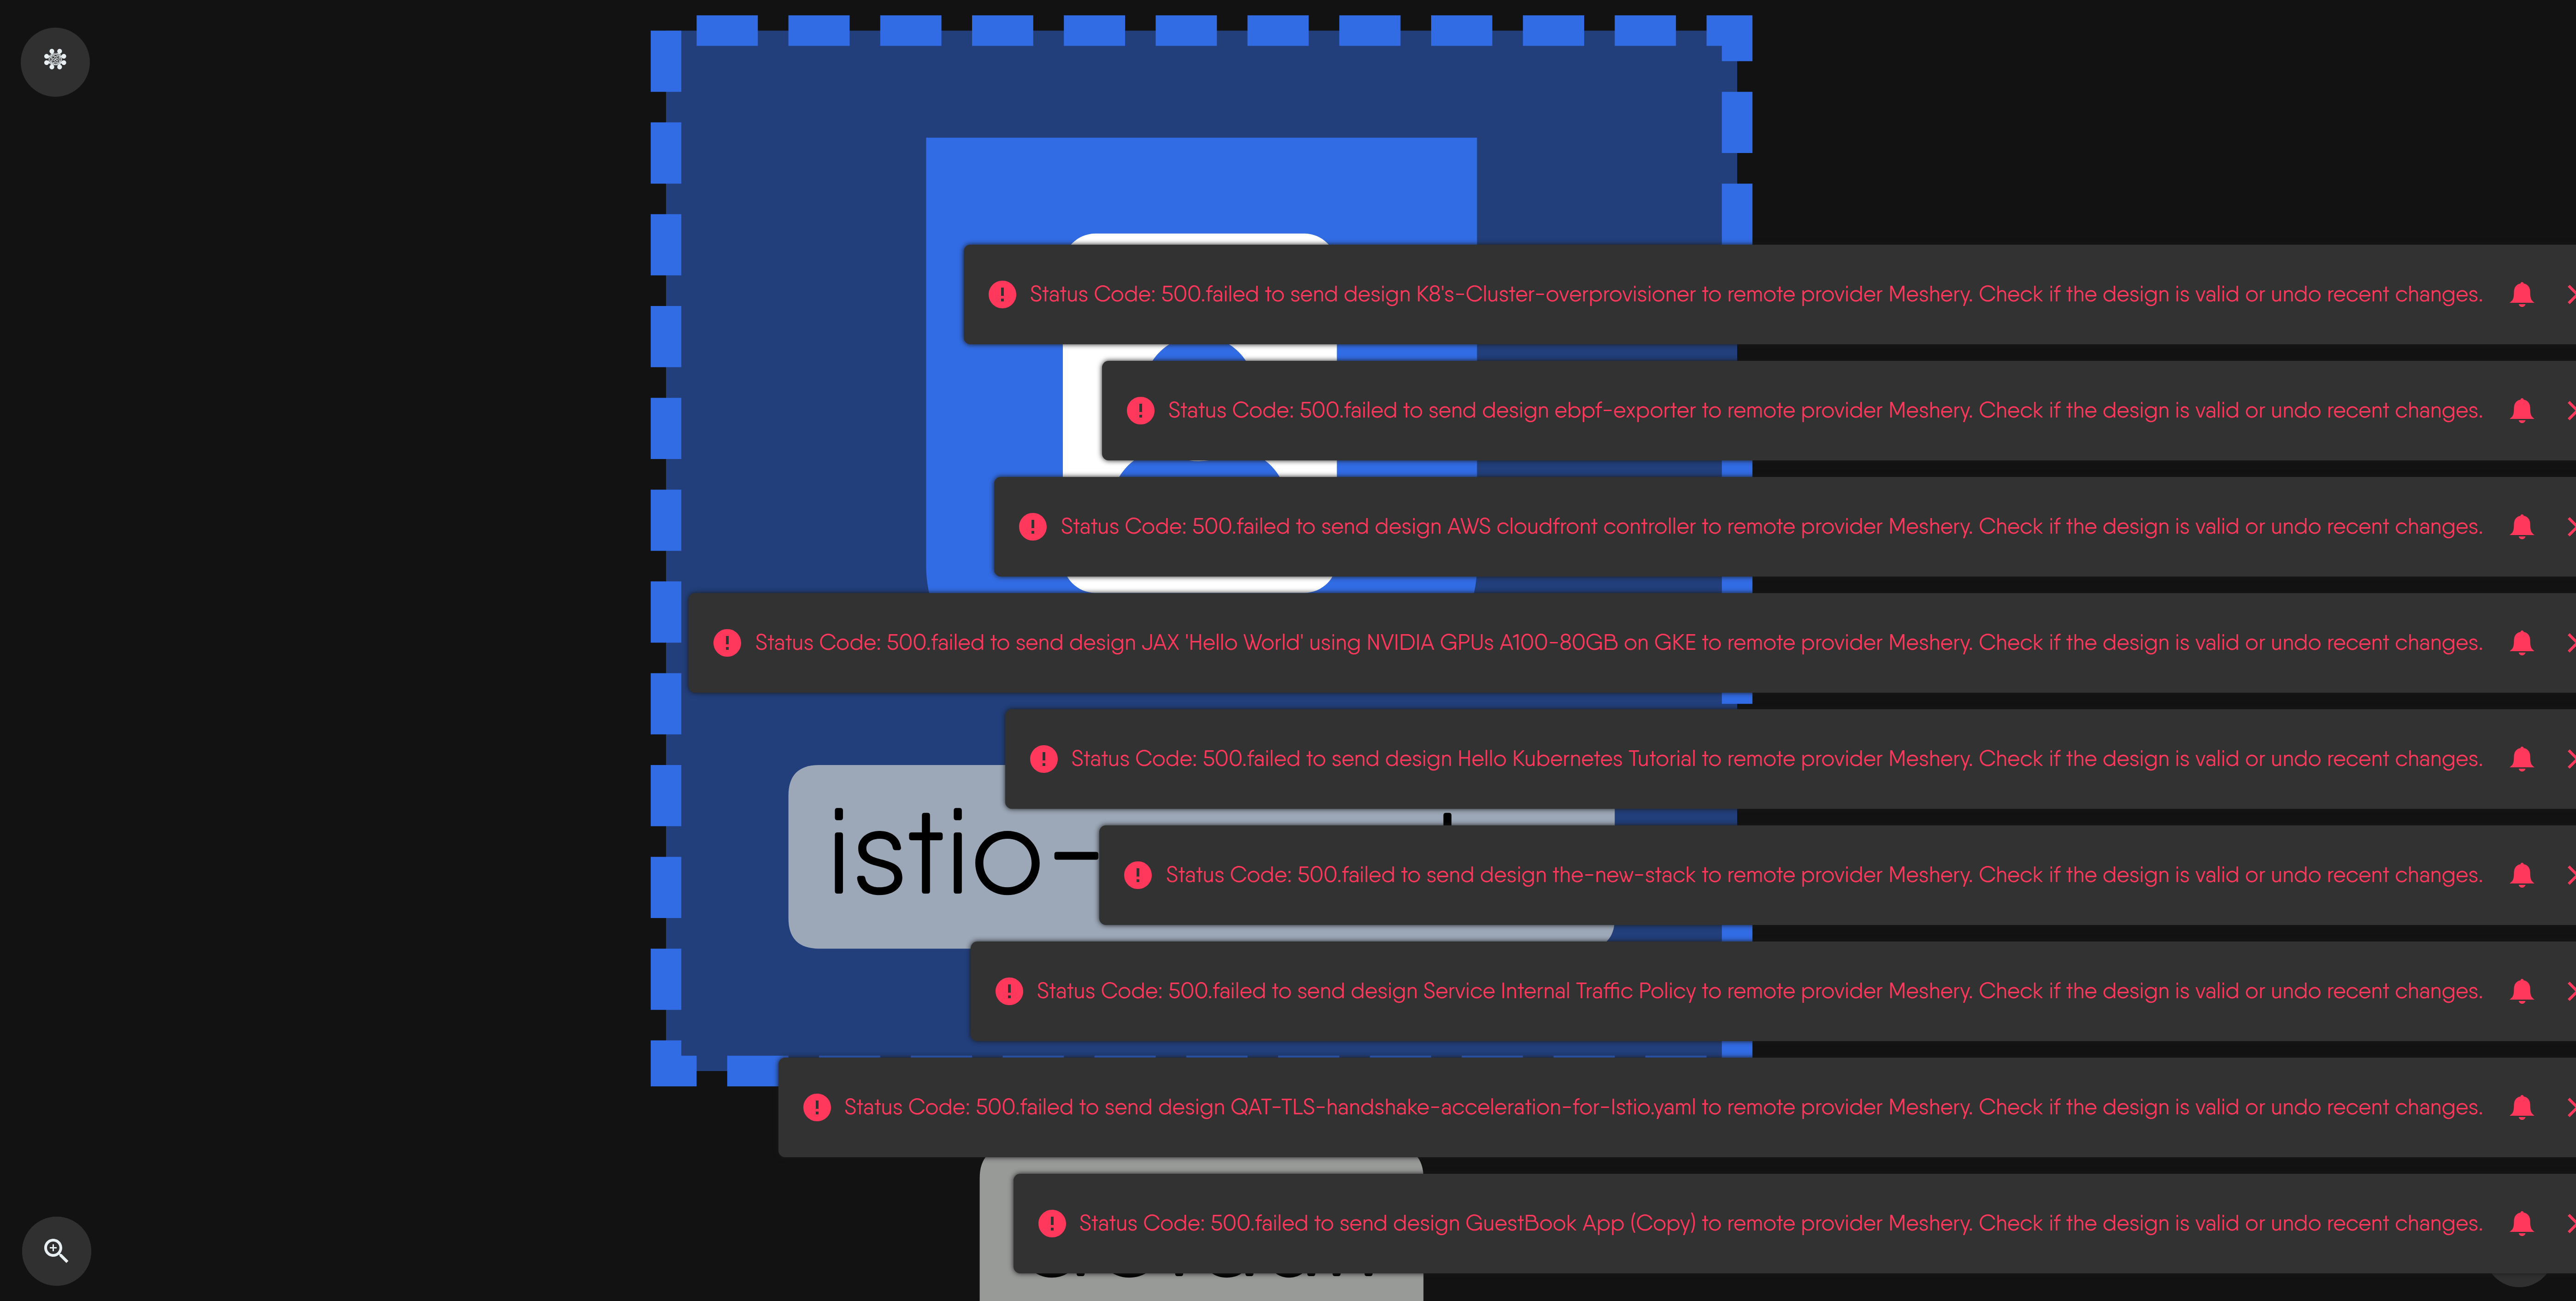 Status Code: 500.failed to send design K8's-Cluster-overprovisioner to remote provider Meshery. Check if the design is valid or undo recent changes.
Status Code: 500.failed to send design ebpf-exporter to remote provider Meshery. Check if the design is valid or undo recent changes.
Status Code: 500.failed to send design AWS cloudfront controller to remote provider Meshery. Check if the design is valid or undo recent changes.
Status Code: 500.failed to send design JAX 'Hello World' using NVIDIA GPUs A100-80GB on GKE to remote provider Meshery. Check if the design is valid or undo recent changes.
Status Code: 500.failed to send design Hello Kubernetes Tutorial to remote provider Meshery. Check if the design is valid or undo recent changes.
istio-
Status Code: 500.failed to send design the-new-stack to remote provider Meshery. Check if the design is valid or undo recent changes.
Status Code: 500.failed to send design Service Internal Traffic Policy to remote provider Meshery. Check if the design is valid or undo recent changes.
Status Code: 500.failed to send design QAT-TLS-handshake-acceleration-for-Istio.yaml to remote provider Meshery. Check if the design is valid or undo recent changes.
Status Code: 500.failed to send design GuestBook App (Copy) to remote provider Meshery. Check if the design is valid or undo recent changes.